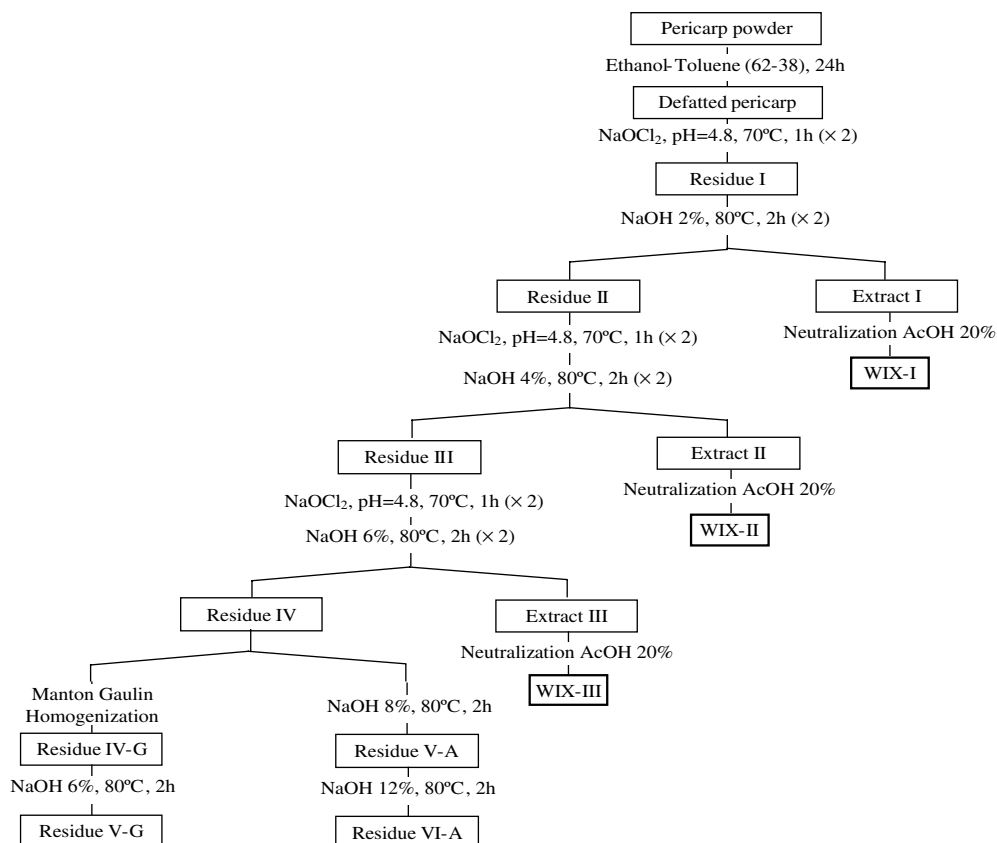 Pericarp powder
Ethanol-Toluene (62-38), 24h
Defatted pericarp
NaOCl₂, pH=4.8, 70ºC, 1h (× 2)
Residue I
NaOH 2%, 80ºC, 2h (× 2)
Residue II
Extract I
NaOCl₂, pH=4.8, 70ºC, 1h (× 2)
Neutralization AcOH 20%
NaOH 4%, 80ºC, 2h (× 2)
WIX-I
Residue III
Extract II
NaOCl₂, pH=4.8, 70ºC, 1h (× 2)
Neutralization AcOH 20%
NaOH 6%, 80ºC, 2h (× 2)
WIX-II
Residue IV
Extract III
Neutralization AcOH 20%
WIX-III
Manton Gaulin
Homogenization
NaOH 8%, 80ºC, 2h
Residue IV-G
Residue V-A
NaOH 6%, 80ºC, 2h
NaOH 12%, 80ºC, 2h
Residue V-G
Residue VI-A